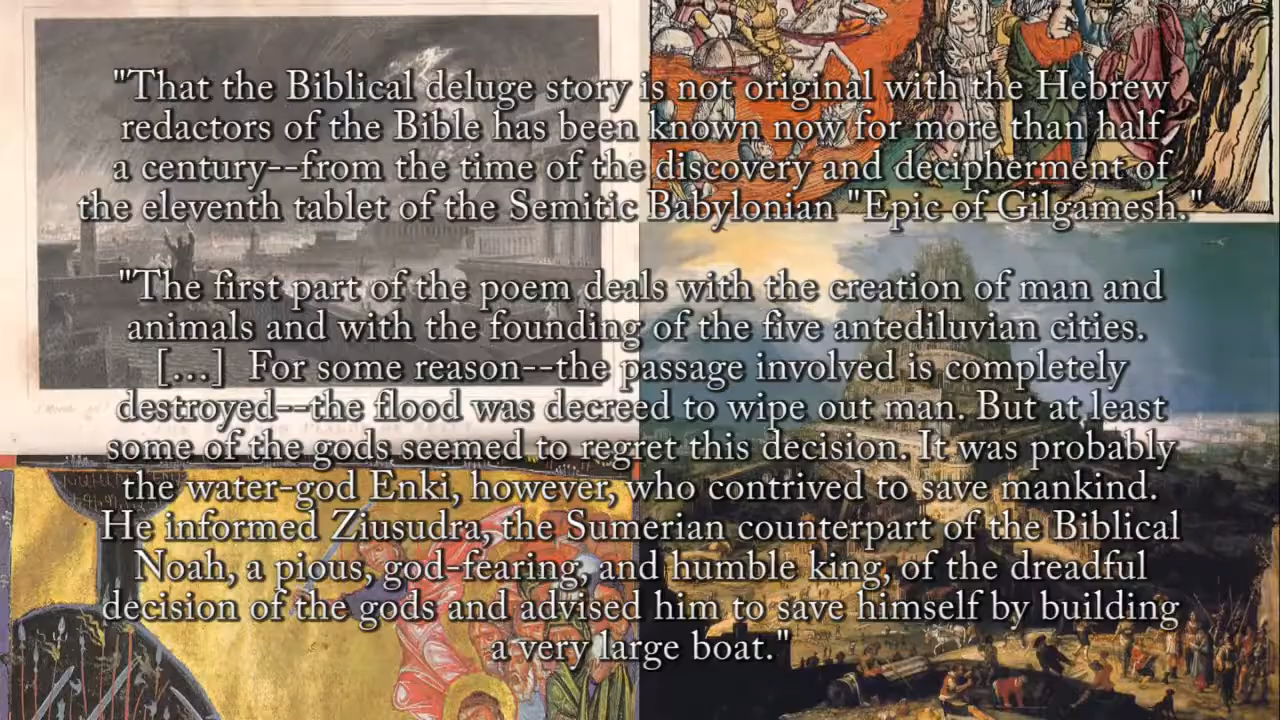 "That the Biblical deluge story is not original with the Hebrew
redactors of the Bible has been known now for more than half
a century--from the time of the discovery and decipherment of
the eleventh tablet of the Semitic Babylonian "Epic of Gilgamesh."
"The first part of the poem deals with the creation of man and
animals and with the founding of the five antediluvian cities.
[...] For some reason--the passage involved is completely
destroyed--the flood was decreed to wipe out man. But at least
some of the gods seemed to regret this decision. It was probably
the water-god Enki, however, who contrived to save mankind.
He informed Ziusudra, the Sumerian counterpart of the Biblical
Noah, a pious, god-fearing, and humble king, of the dreadful
decision of the gods and advised him to save himself by building
a very large boat."